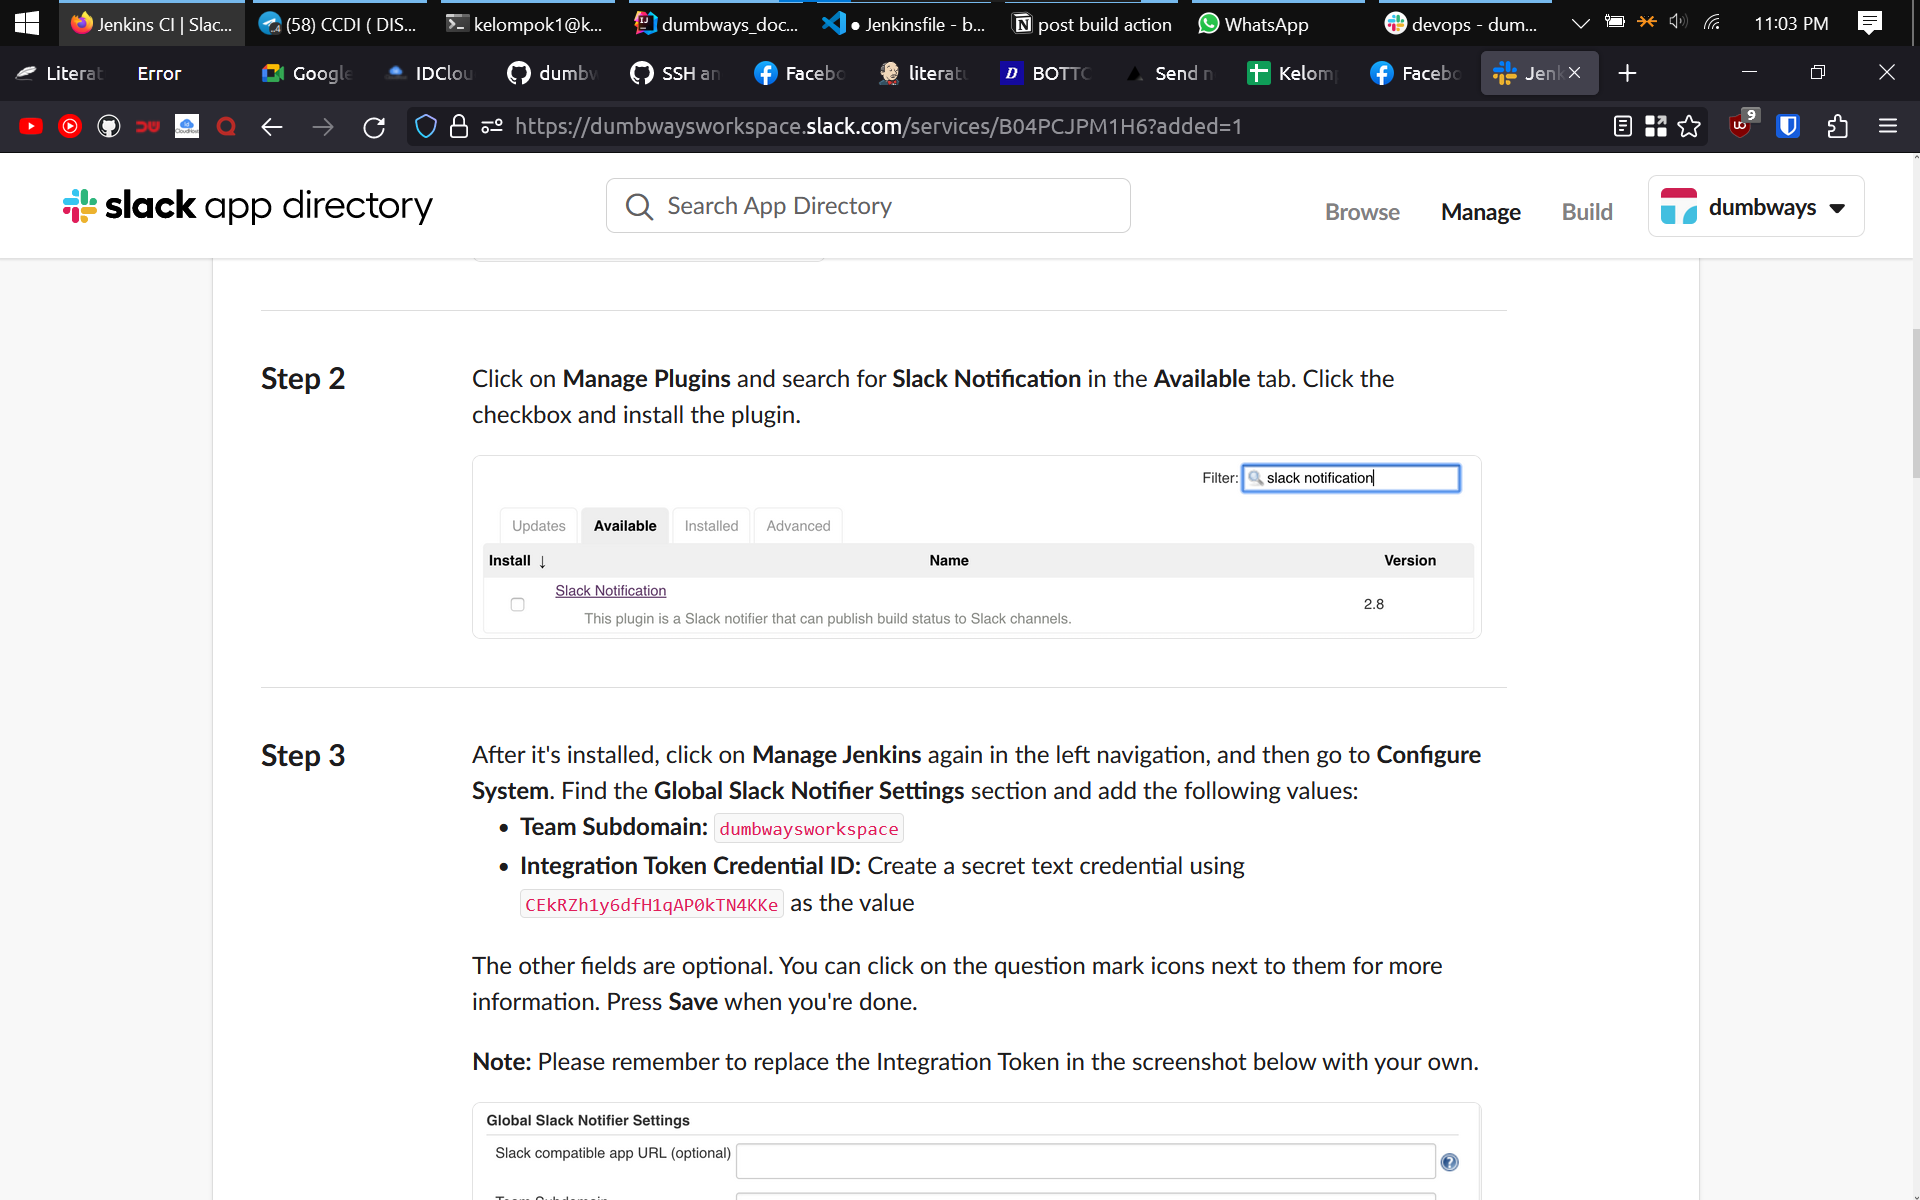 Jenkins CI | Slac...
(58) CCDI ( DIS...
kelompok1@k...
dumbways_doc...
● Jenkinsfile - b...
post build action
WhatsApp
devops - dum...
11:03 PM
Literat
Error
Google
IDClou
dumbw
SSH an
Facebo
literatu
BOTTC
Send n
Kelomp
Facebo
Jenk
https://dumbwaysworkspace.slack.com/services/B04PCJPM1H6?added=1
9
slack app directory
Search App Directory
Browse
Manage
Build
dumbways
Step 2
Click on Manage Plugins and search for Slack Notification in the Available tab. Click the
checkbox and install the plugin.
Filter: slack notification
Updates
Available
Installed
Advanced
Install ↓
Name
Version
Slack Notification
This plugin is a Slack notifier that can publish build status to Slack channels.
2.8
Step 3
After it's installed, click on Manage Jenkins again in the left navigation, and then go to Configure
System. Find the Global Slack Notifier Settings section and add the following values:
• Team Subdomain: dumbwaysworkspace
• Integration Token Credential ID: Create a secret text credential using
CEkRZh1y6dfH1qAP0kTN4KKe as the value
The other fields are optional. You can click on the question mark icons next to them for more
information. Press Save when you're done.
Note: Please remember to replace the Integration Token in the screenshot below with your own.
Global Slack Notifier Settings
Slack compatible app URL (optional)
Team Subdomain